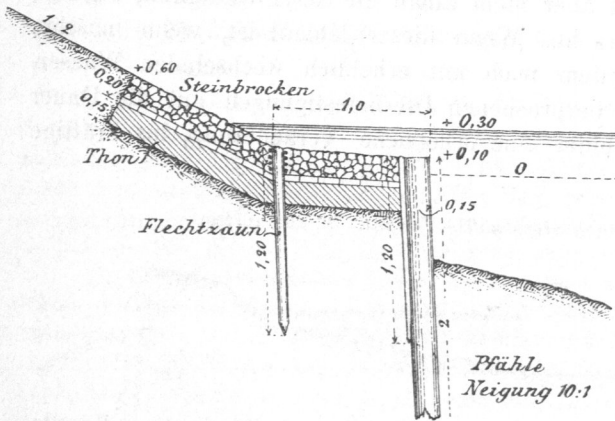 1:2
+0,60
Steinbrocken
0,20
0,15
1,0
+0,30
+0,10
0
Thon
0,15
Flechtzaun
1,20
1,20
2
Pfähle
Neigung 10:1